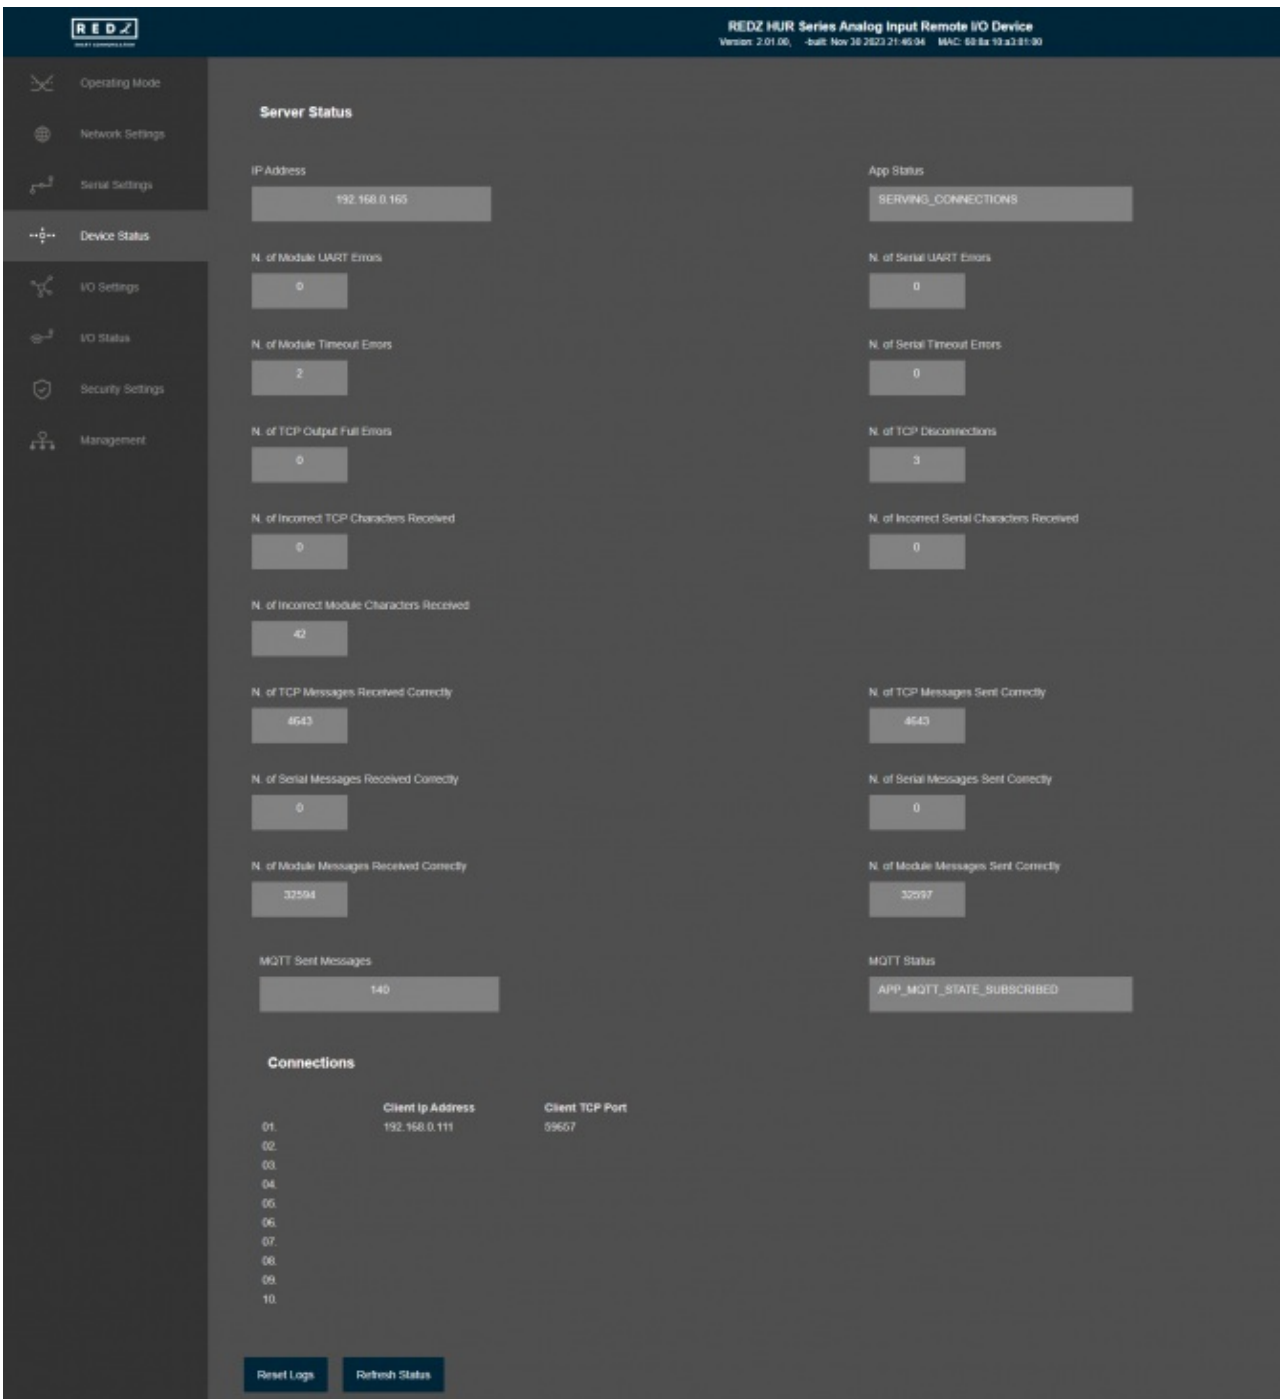 REDZ
REDZ HUR Series Analog Input Remote I/O Device
Version: 2.01.00, -built: Nov 30 2023 21:46:04 MAC:
Operating Mode
Network Settings
Serial Settings
Device Status
I/O Settings
I/O Status
Security Settings
Management
Server Status
IP Address
App Status
192.168.0.165
SERVING_CONNECTIONS
N. of Module UART Errors
N. of Serial UART Errors
0
0
N. of Module Timeout Errors
N. of Serial Timeout Errors
2
0
N. of TCP Output Full Errors
N. of TCP Disconnections
0
3
N. of Incorrect TCP Characters Received
N. of Incorrect Serial Characters Received
0
0
N. of Incorrect Module Characters Received
42
N. of TCP Messages Received Correctly
N. of TCP Messages Sent Correctly
4643
4643
N. of Serial Messages Received Correctly
N. of Serial Messages Sent Correctly
0
0
N. of Module Messages Received Correctly
N. of Module Messages Sent Correctly
32594
32597
MQTT Sent Messages
MQTT Status
140
APP_MQTT_STATE_SUBSCRIBED
Connections
Client Ip Address Client TCP Port
01. 192.168.0.111 59657
02.
03.
04.
05.
06.
07.
08.
09.
10.
Reset Logs
Refresh Status